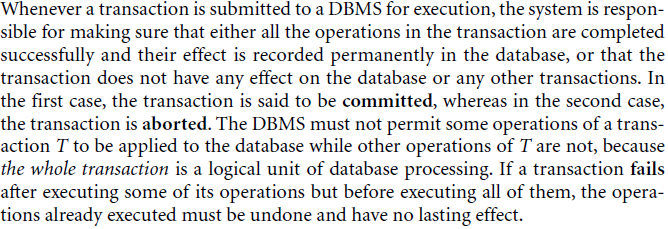 Whenever a transaction is submitted to a DBMS for execution, the system is respon-
sible for making sure that either all the operations in the transaction are completed
successfully and their effect is recorded permanently in the database, or that the
transaction does not have any effect on the database or any other transactions. In
the first case, the transaction is said to be committed, whereas in the second case,
the transaction is aborted. The DBMS must not permit some operations of a trans-
action T to be applied to the database while other operations of T are not, because
the whole transaction is a logical unit of database processing. If a transaction fails
after executing some of its operations but before executing all of them, the opera-
tions already executed must be undone and have no lasting effect.